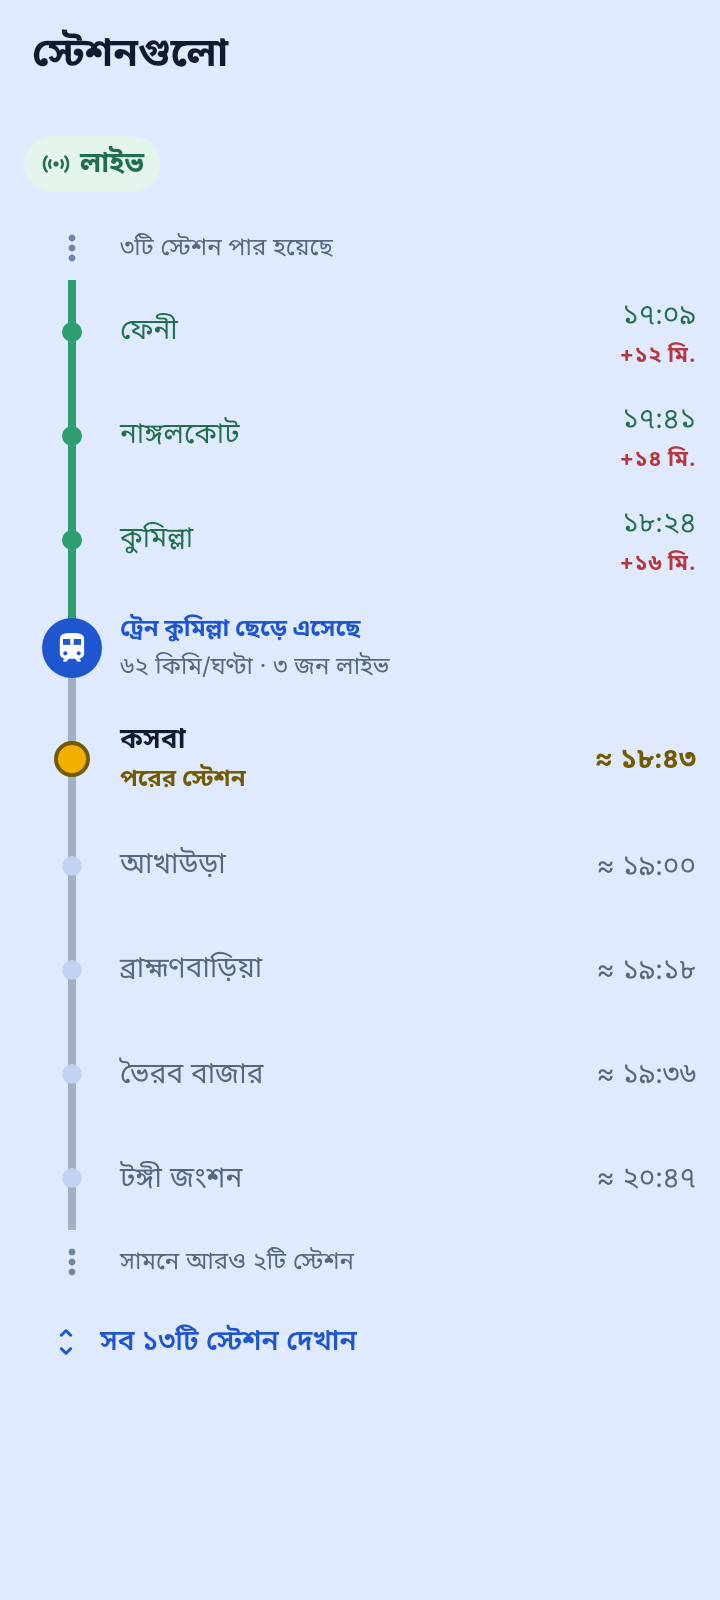 স্টেশনগুলো
লাইভ
৩টি স্টেশন পার হয়েছে
ফেনী ১৭:০৯
+১২ মি.
নাঙ্গলকোট ১৭:৪১
+১৪ মি.
কুমিল্লা ১৮:২৪
+১৬ মি.
ট্রেন কুমিল্লা ছেড়ে এসেছে
৬২ কিমি/ঘণ্টা · ৩ জন লাইভ
কসবা ≈ ১৮:৪৩
পরের স্টেশন
আখাউড়া ≈ ১৯:০০
ব্রাহ্মণবাড়িয়া ≈ ১৯:১৮
ভৈরব বাজার ≈ ১৯:৩৬
টঙ্গী জংশন ≈ ২০:৪৭
সামনে আরও ২টি স্টেশন
সব ১৩টি স্টেশন দেখান